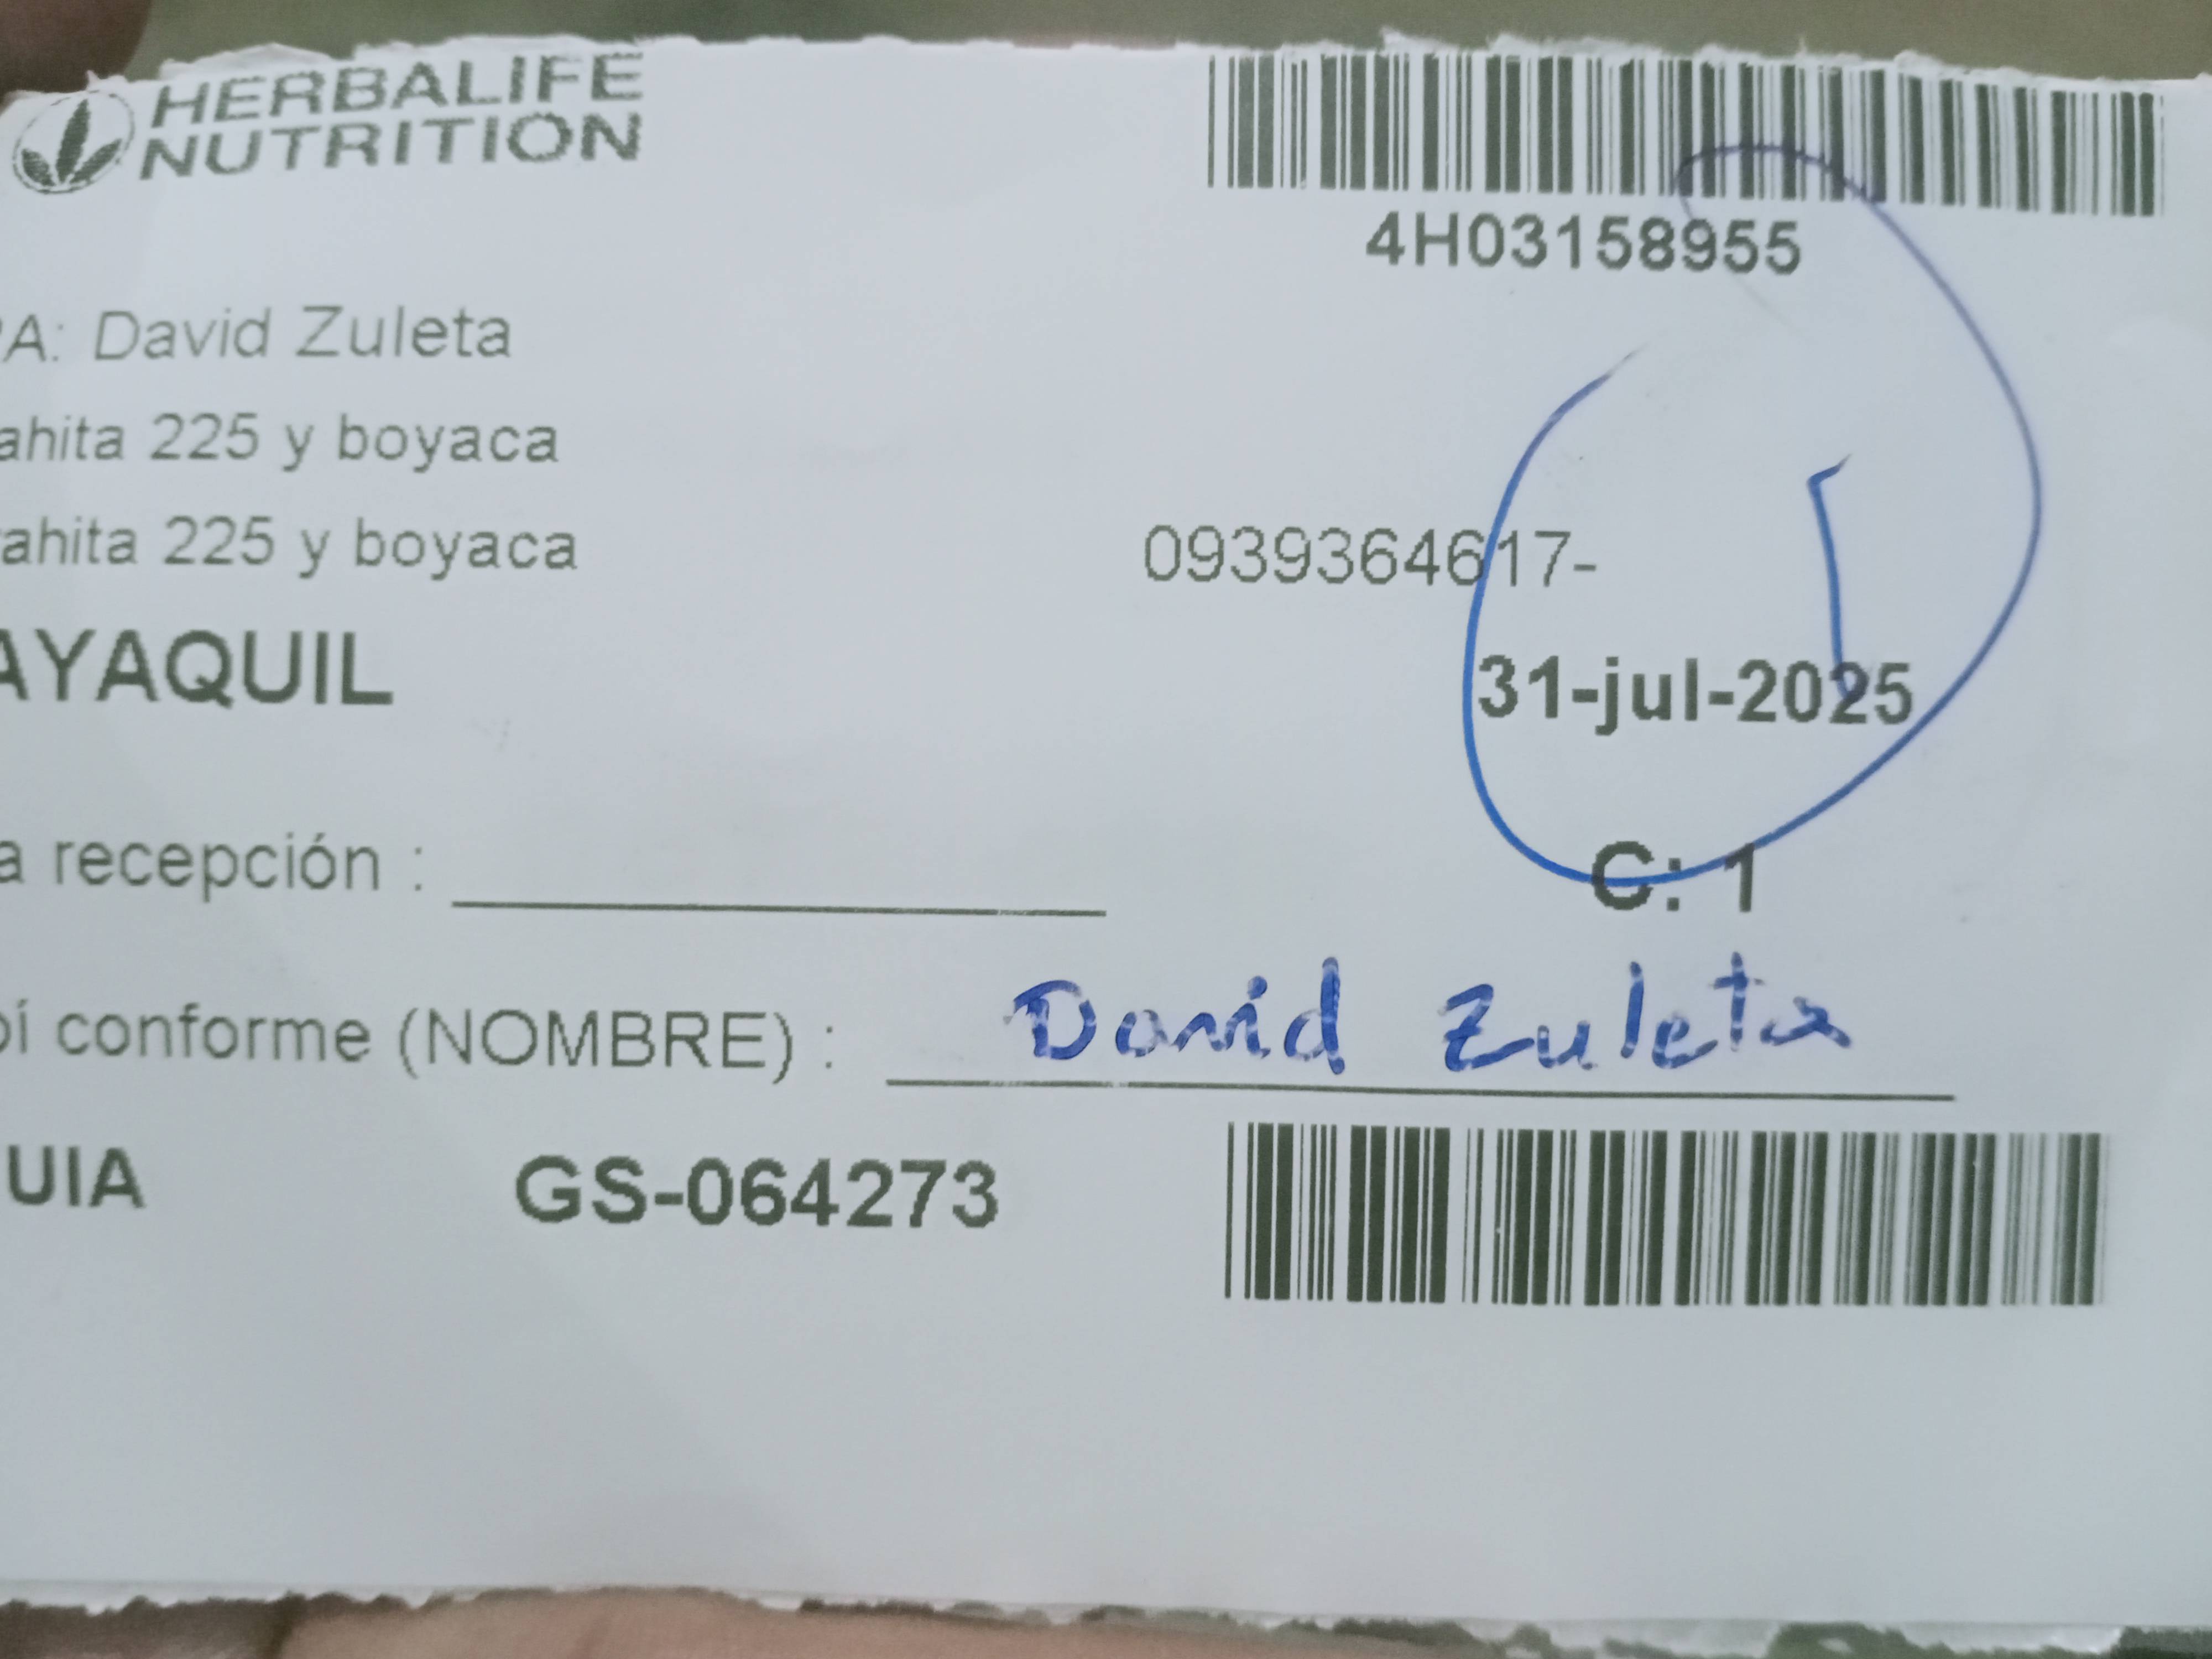 HERBALIFE
NUTRITION
4H03158955
A: David Zuleta
ahita 225 y boyaca
ahita 225 y boyaca
0939364617-
AYAQUIL
31-jul-2025
a recepción :
C: 1
bí conforme (NOMBRE) : David Zuleta
UIA GS-064273